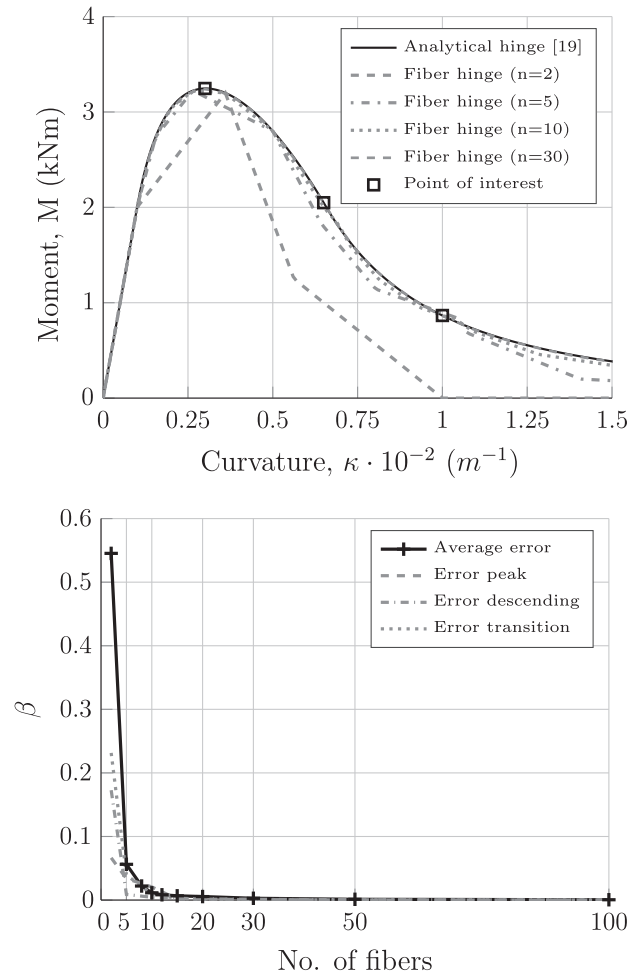 4
3
2
1
0
Moment, M (kNm)
Analytical hinge [19]
Fiber hinge (n=2)
Fiber hinge (n=5)
Fiber hinge (n=10)
Fiber hinge (n=30)
Point of interest
0 0.25 0.5 0.75 1 1.25 1.5
Curvature, κ · 10⁻² (m⁻¹)
0.6
0.5
0.4
0.3
0.2
0.1
0
β
Average error
Error peak
Error descending
Error transition
0 5 10 20 30 50 100
No. of fibers